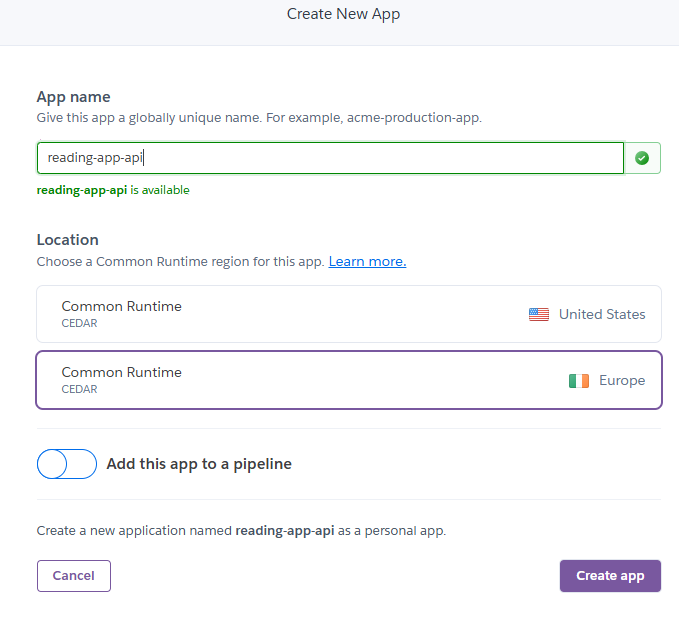 Create New App
App name
Give this app a globally unique name. For example, acme-production-app.
reading-app-api
reading-app-api is available
Location
Choose a Common Runtime region for this app. Learn more.
Common Runtime
CEDAR
United States
Common Runtime
CEDAR
Europe
Add this app to a pipeline
Create a new application named reading-app-api as a personal app.
Cancel
Create app